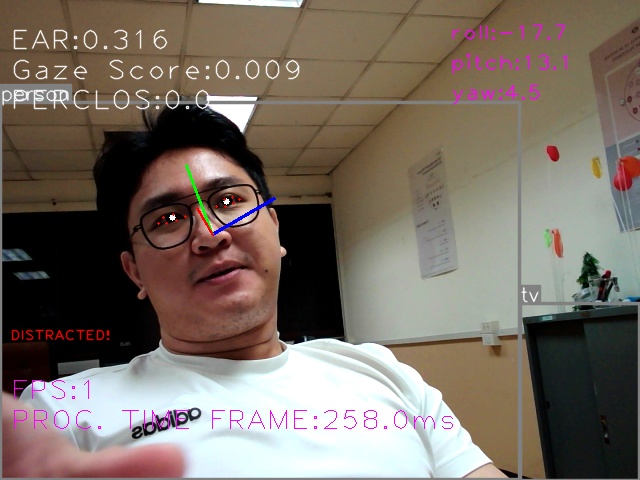 EAR:0.316
roll:-17.7
Gaze Score:0.009
pitch:13.1
person
PERCLOS:0.0
yaw:4.5
tv
DISTRACTED!
FPS:1
PROC. TIME FRAME:258.0ms
adidas